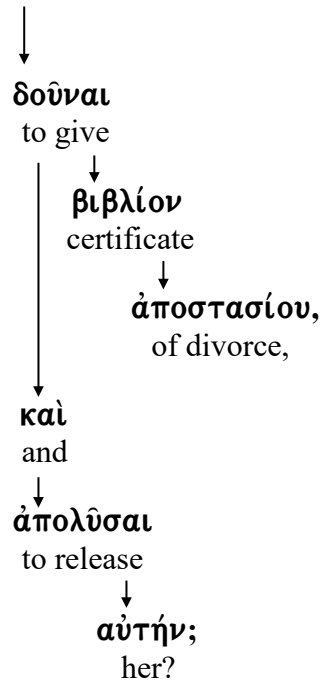 δοῦναι
to give
βιβλίον
certificate
ἀποστασίου,
of divorce,
καὶ
and
ἀπολῦσαι
to release
αὐτήν;
her?